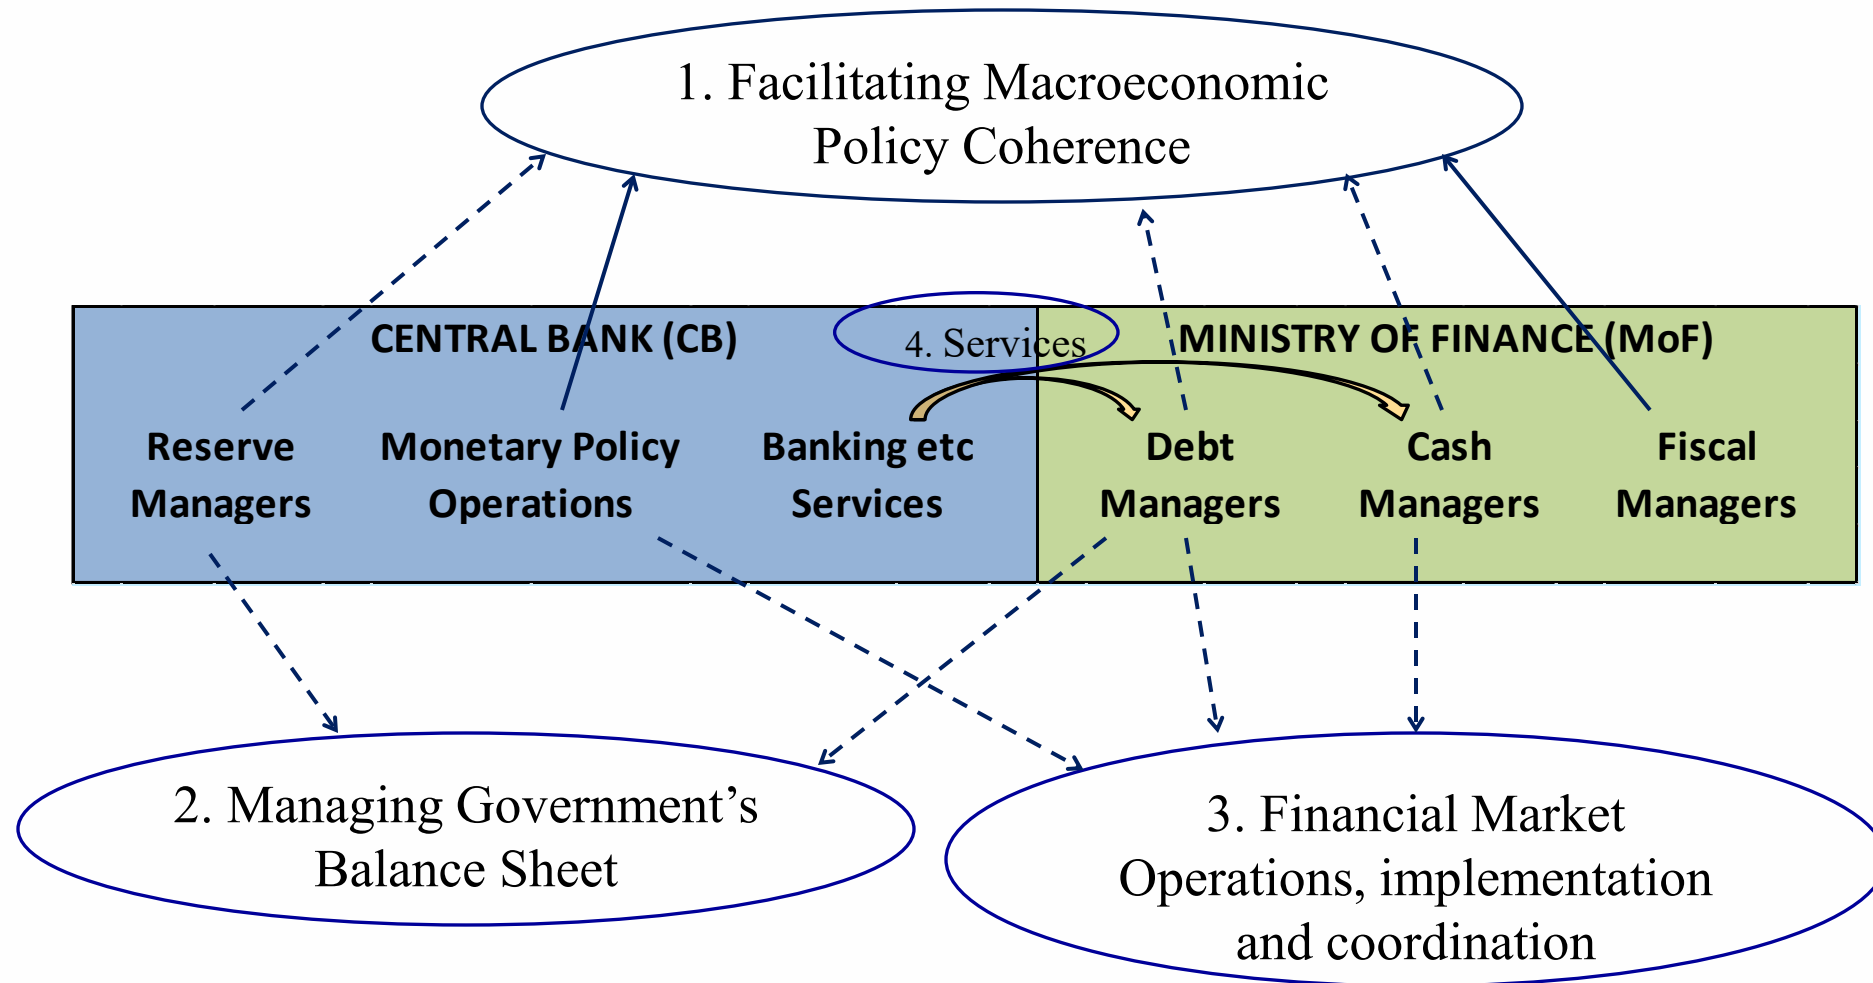 1. Facilitating Macroeconomic
Policy Coherence
CENTRAL BANK (CB)
4. Services
MINISTRY OF FINANCE (MoF)
Reserve
Managers
Monetary Policy
Operations
Banking etc
Services
Debt
Managers
Cash
Managers
Fiscal
Managers
2. Managing Government’s
Balance Sheet
3. Financial Market
Operations, implementation
and coordination